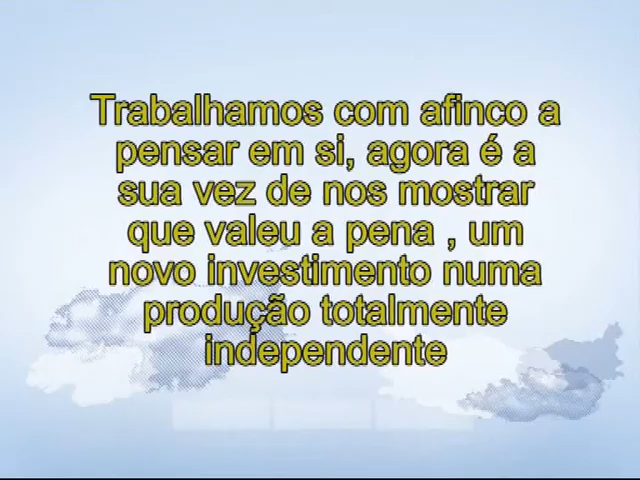 Trabalhamos com afinco a
pensar em si, agora é a
sua vez de nos mostrar
que valeu a pena , um
novo investimento numa
produção totalmente
independente